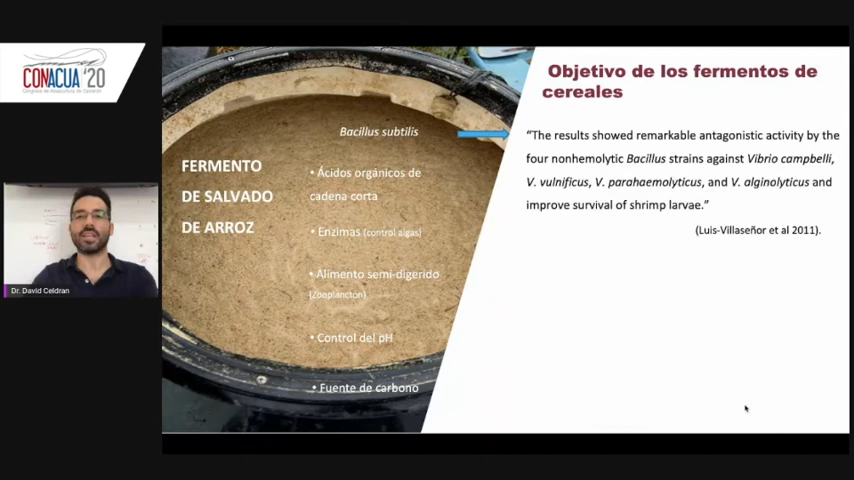 CONACUA '20
Congreso de Acuacultura de Camarón
Dr. David Celdran
FERMENTO
DE SALVADO
DE ARROZ
Bacillus subtilis
• Ácidos orgánicos de
cadena corta
• Enzimas (control algas)
• Alimento semi-digerido
(Zooplancton)
• Control del pH
• Fuente de carbono
Objetivo de los fermentos de
cereales
“The results showed remarkable antagonistic activity by the
four nonhemolytic Bacillus strains against Vibrio campbelli,
V. vulnificus, V. parahaemolyticus, and V. alginolyticus and
improve survival of shrimp larvae.”
(Luis-Villaseñor et al 2011).